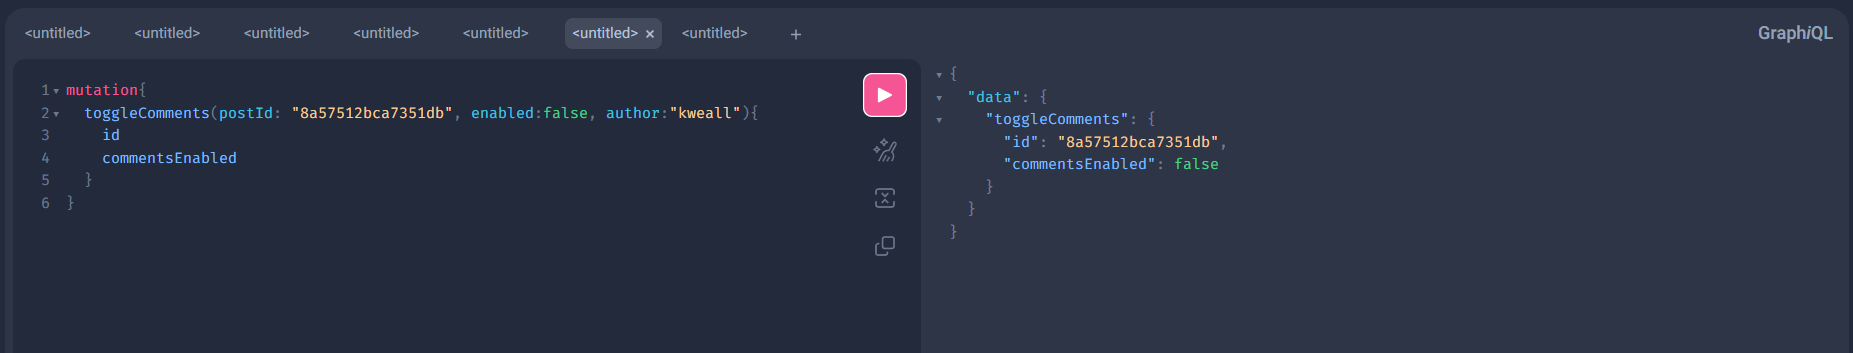 <untitled> <untitled> <untitled> <untitled> <untitled> <untitled> × <untitled> + GraphiQL
1 mutation{
2 toggleComments(postId: "8a57512bca7351db", enabled:false, author:"kweall"){
3 id
4 commentsEnabled
5 }
6 }
{
"data": {
"toggleComments": {
"id": "8a57512bca7351db",
"commentsEnabled": false
}
}
}